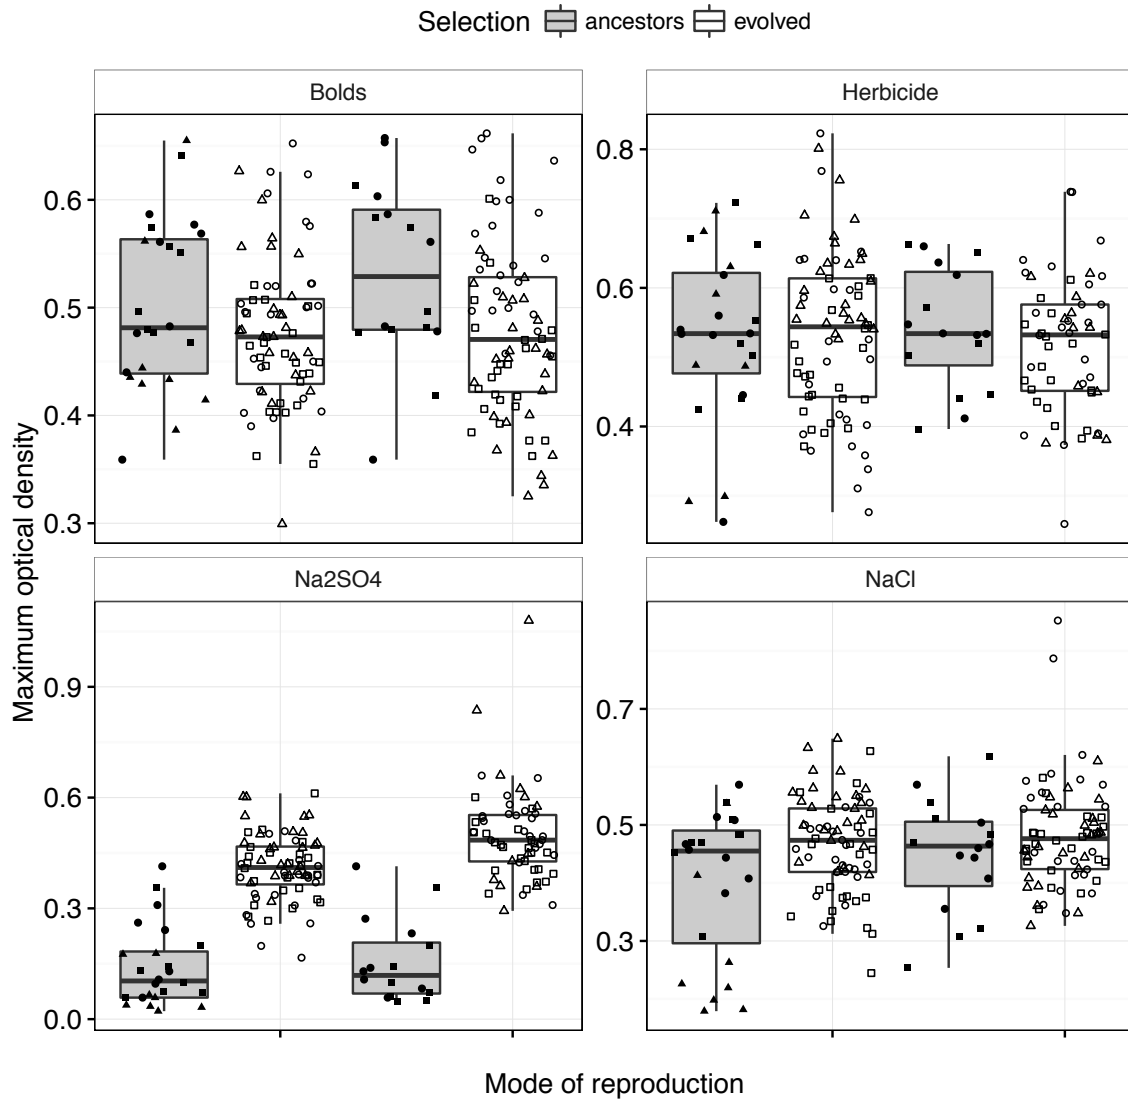 Selection ancestors evolved
Bolds
Herbicide
0.6
0.5
0.4
0.3
0.8
0.6
0.4
Maximum optical density
Na2SO4
NaCl
0.9
0.6
0.3
0.0
0.7
0.5
0.3
Mode of reproduction